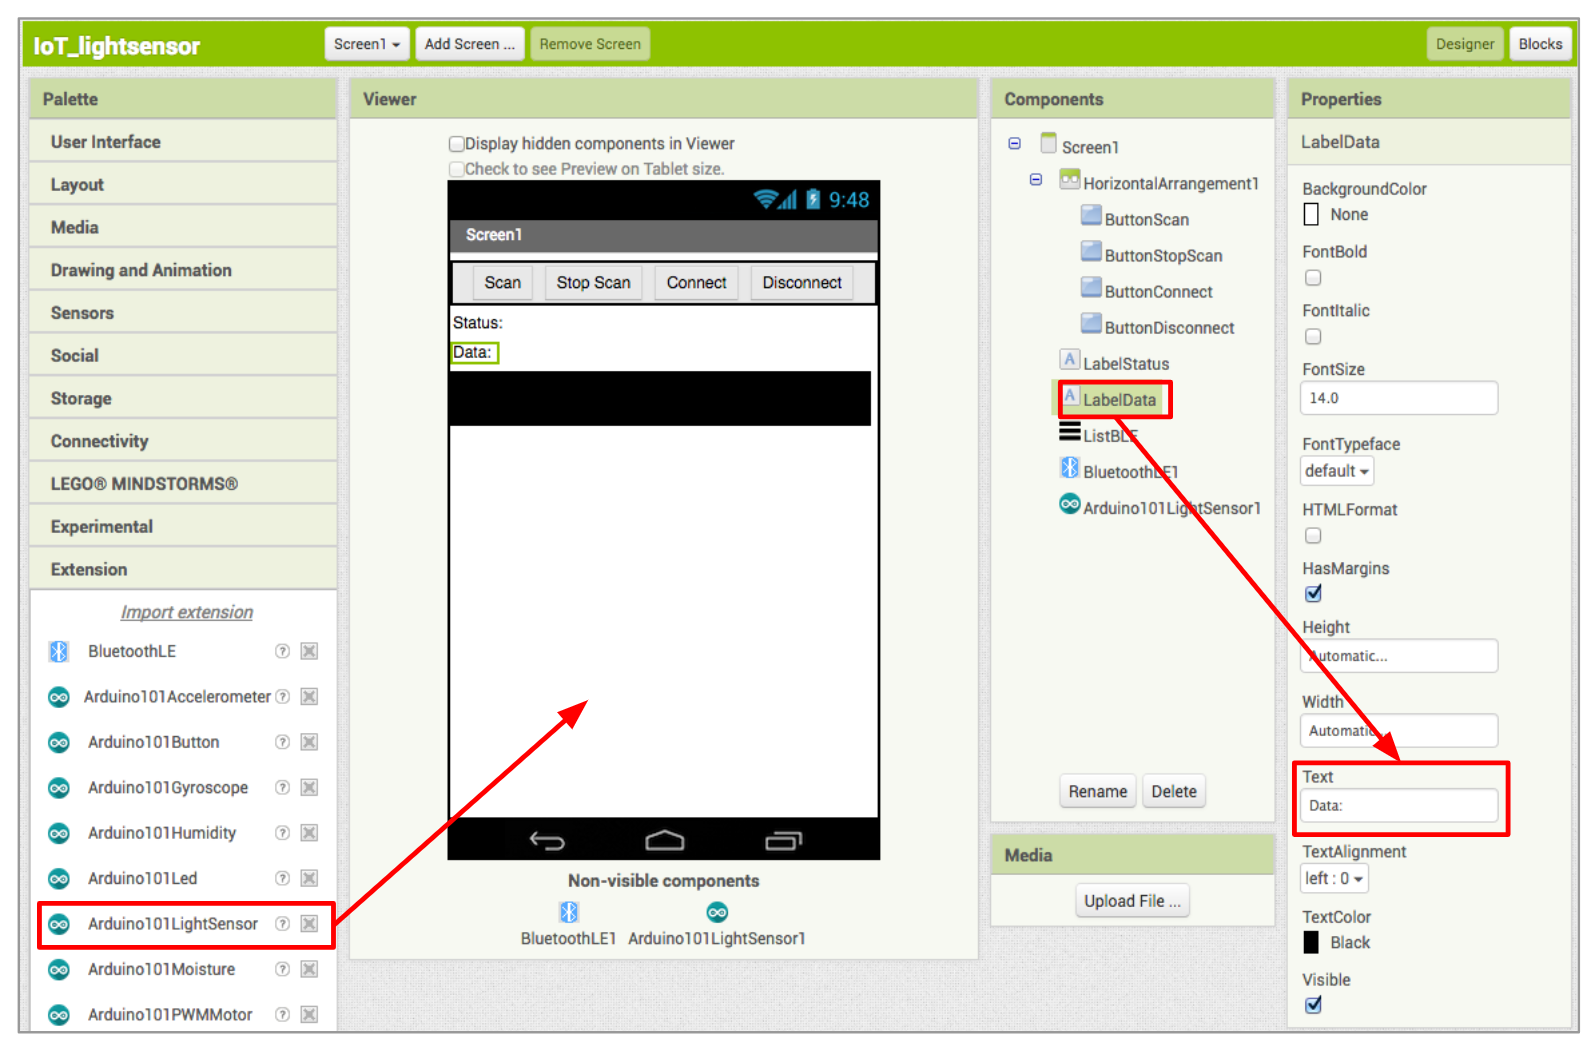 IoT_lightsensor
Screen1
Add Screen ...
Remove Screen
Designer
Blocks
Palette
User Interface
Layout
Media
Drawing and Animation
Sensors
Social
Storage
Connectivity
LEGO® MINDSTORMS®
Experimental
Extension
Import extension
BluetoothLE ?
Arduino101Accelerometer ?
Arduino101Button ?
Arduino101Gyroscope ?
Arduino101Humidity ?
Arduino101Led ?
Arduino101LightSensor ?
Arduino101Moisture ?
Arduino101PWMMotor ?
Viewer
Display hidden components in Viewer
Check to see Preview on Tablet size.
9:48
Screen1
Scan
Stop Scan
Connect
Disconnect
Status:
Data:
Non-visible components
BluetoothLE1
Arduino101LightSensor1
Components
Screen1
HorizontalArrangement1
ButtonScan
ButtonStopScan
ButtonConnect
ButtonDisconnect
A LabelStatus
A LabelData
ListBLE
BluetoothLE1
Arduino101LightSensor1
Rename
Delete
Media
Upload File ...
Properties
LabelData
BackgroundColor
None
FontBold
FontItalic
FontSize
14.0
FontTypeface
default
HTMLFormat
HasMargins
Height
Automatic...
Width
Automatic...
Text
Data:
TextAlignment
left : 0
TextColor
Black
Visible